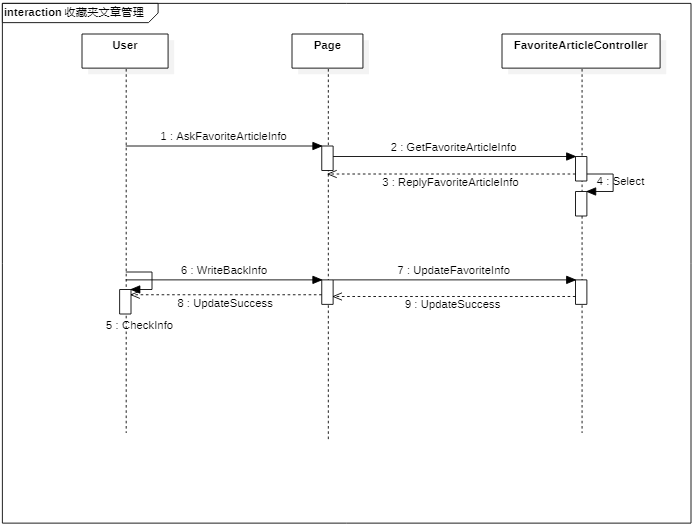 interaction 收藏夹文章管理
User
Page
FavoriteArticleController
1 : AskFavoriteArticleInfo
2 : GetFavoriteArticleInfo
3 : ReplyFavoriteArticleInfo
4 : Select
6 : WriteBackInfo
7 : UpdateFavoriteInfo
8 : UpdateSuccess
9 : UpdateSuccess
5 : CheckInfo